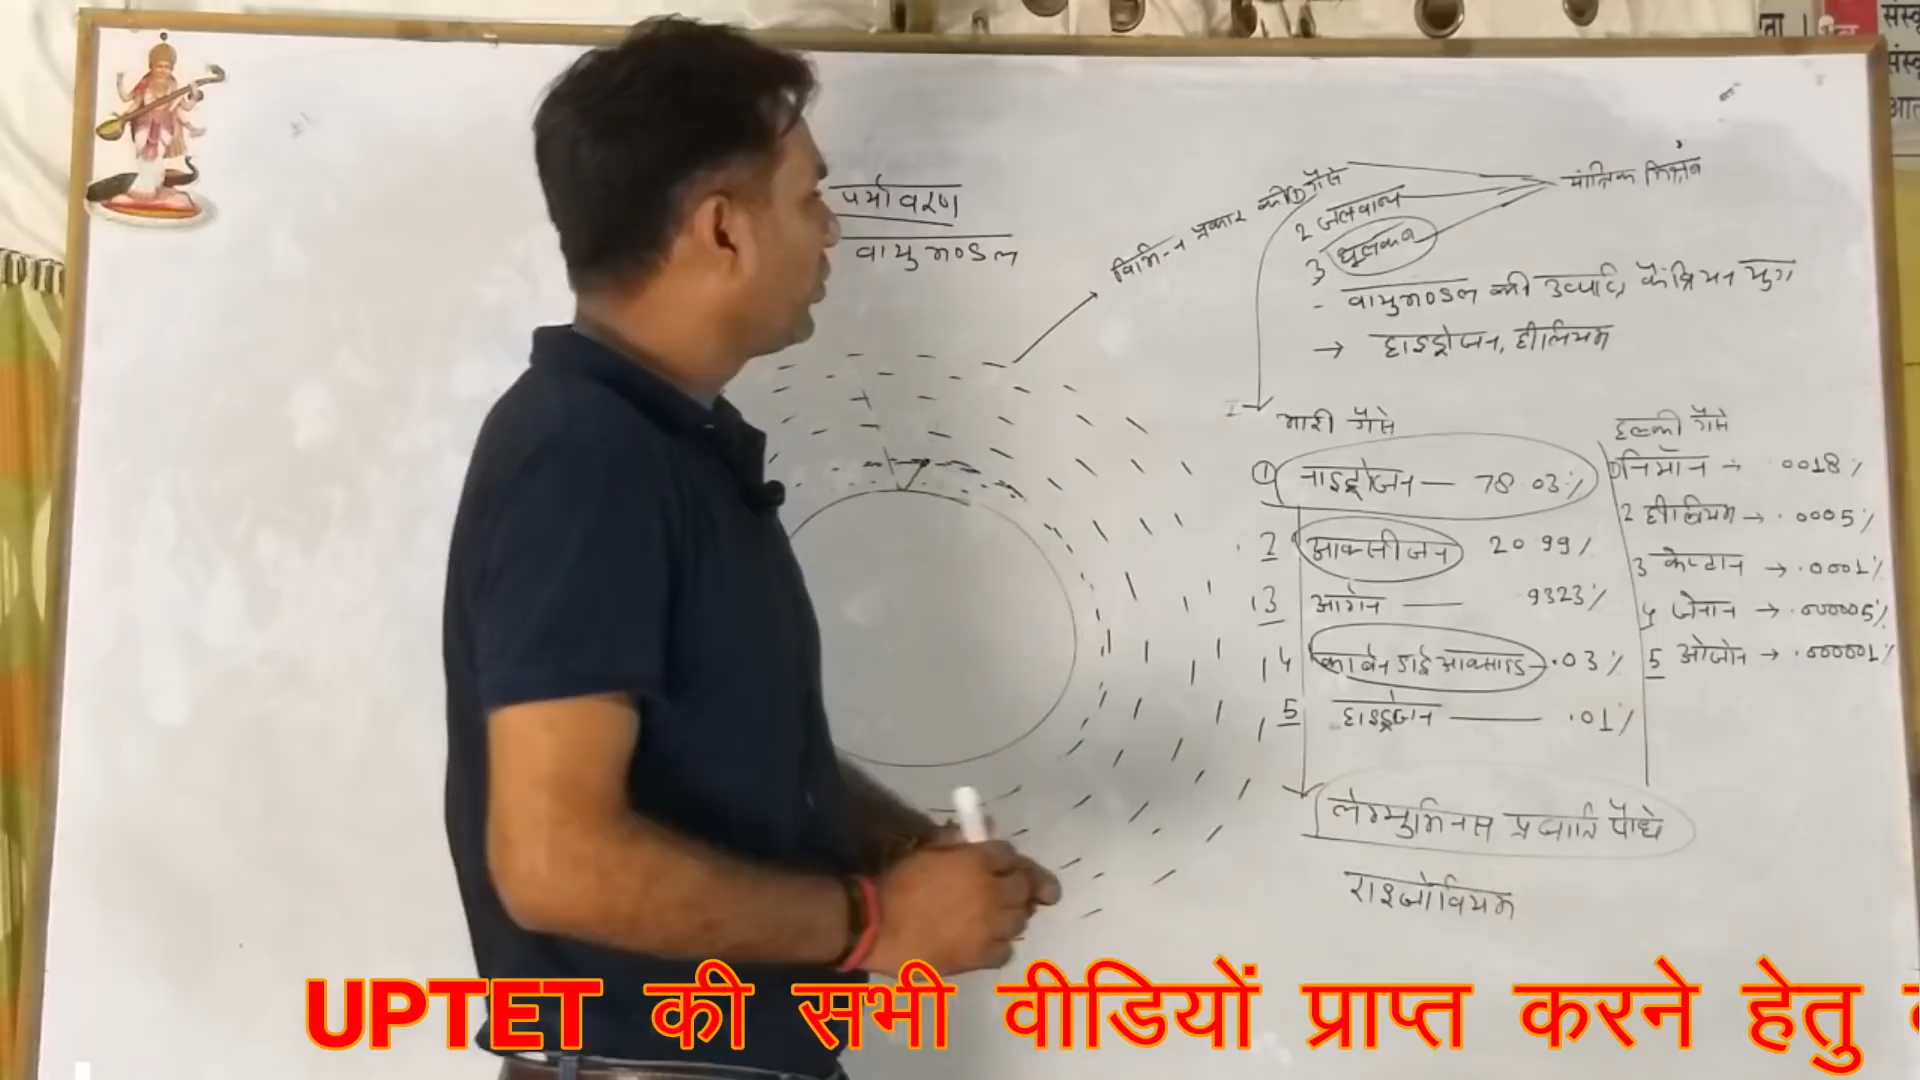 पर्यावरण
वायुमण्डल
विभिन्न प्रकार की ① गैसे
2 जलवाष्प
3 धूलकण
यांत्रिक मिश्रण
- वायुमण्डल की उत्पत्ति, कैंब्रियन युग
→ हाइड्रोजन, हीलियम
भारी गैसे
① नाइट्रोजन — 78.03%
2 आक्सीजन 20.99%
3 आर्गन — .9323%
4 कार्बन डाई आक्साइड - .03%
5 हाइड्रोजन — .01%
हल्की गैसे
① नियॉन → .0018%
2 हीलियम → .0005%
3 क्रेप्टान → .0001%
4 जेनान → .000005%
5 ओजोन → .000001%
लेग्युमिनस प्रजाति पौधे
राइजोवियम
UPTET की सभी वीडियों प्राप्त करने हेतु